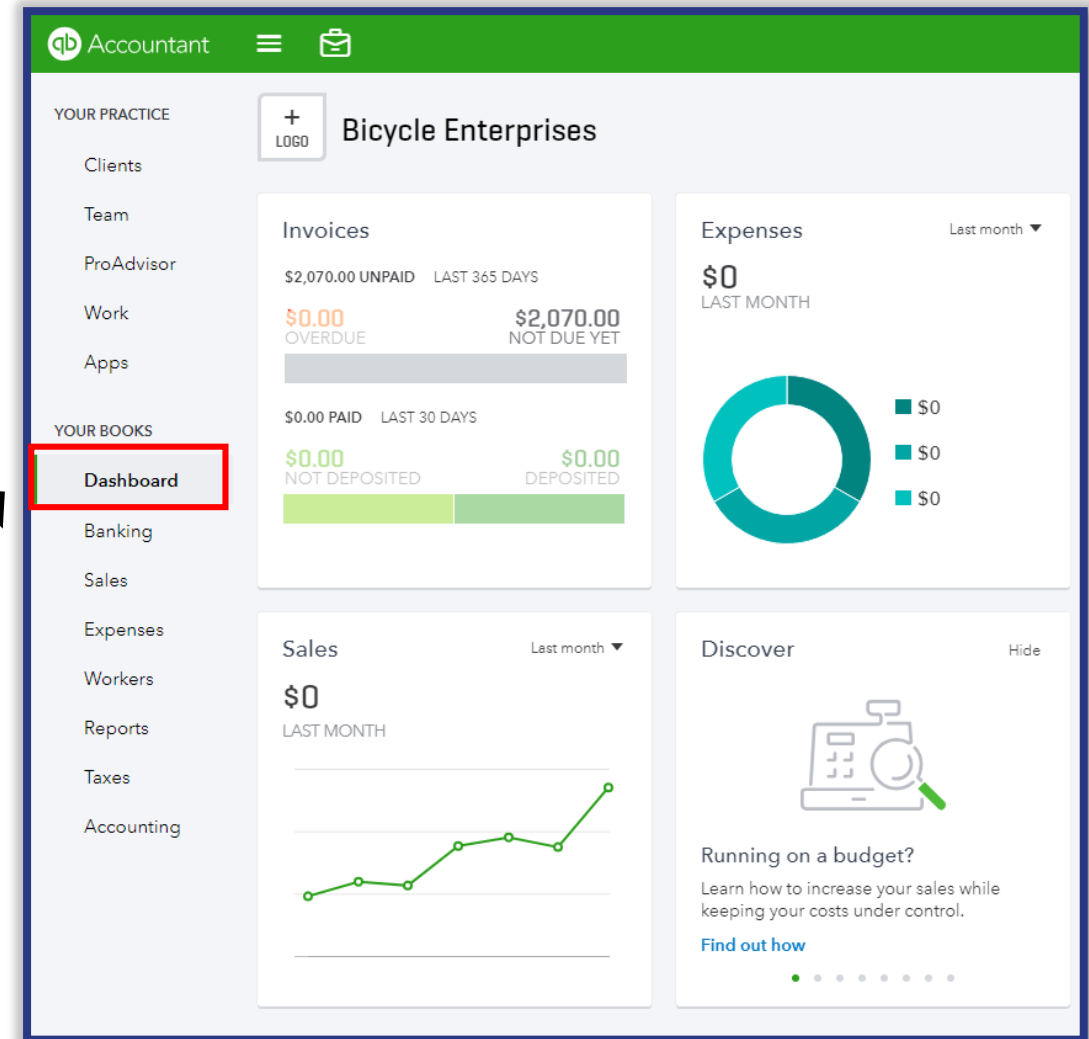 qb Accountant
YOUR PRACTICE
Clients
Team
ProAdvisor
Work
Apps
YOUR BOOKS
Dashboard
Banking
Sales
Expenses
Workers
Reports
Taxes
Accounting
+
LOGO
Bicycle Enterprises
Invoices
$2,070.00 UNPAID LAST 365 DAYS
$0.00 $2,070.00
OVERDUE NOT DUE YET
$0.00 PAID LAST 30 DAYS
$0.00 $0.00
NOT DEPOSITED DEPOSITED
Expenses Last month
$0
LAST MONTH
$0
$0
$0
Sales Last month
$0
LAST MONTH
Discover Hide
Running on a budget?
Learn how to increase your sales while
keeping your costs under control.
Find out how